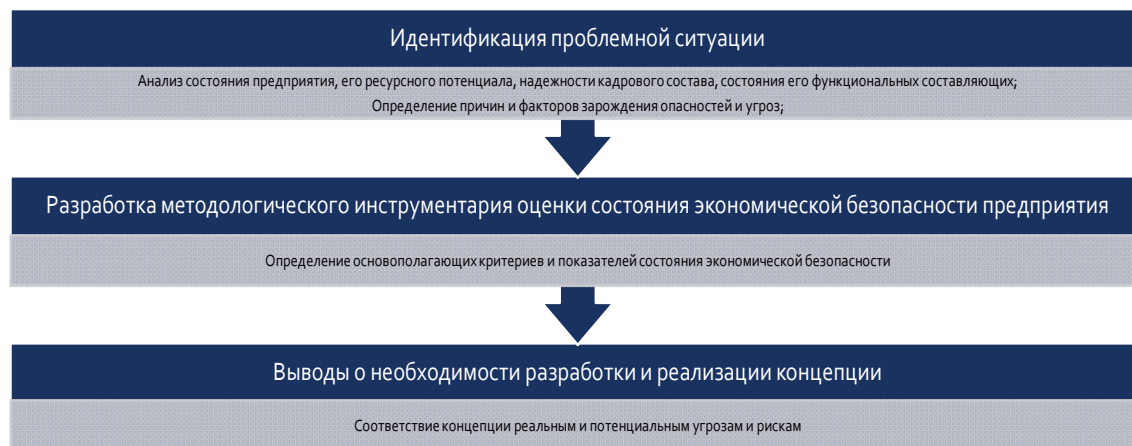 Идентификация проблемной ситуации
Анализ состояния предприятия, его ресурсного потенциала, надежности кадрового состава, состояния его функциональных составляющих;
Определение причин и факторов зарождения опасностей и угроз;
Разработка методологического инструментария оценки состояния экономической безопасности предприятия
Определение основополагающих критериев и показателей состояния экономической безопасности
Выводы о необходимости разработки и реализации концепции
Соответствие концепции реальным и потенциальным угрозам и рискам